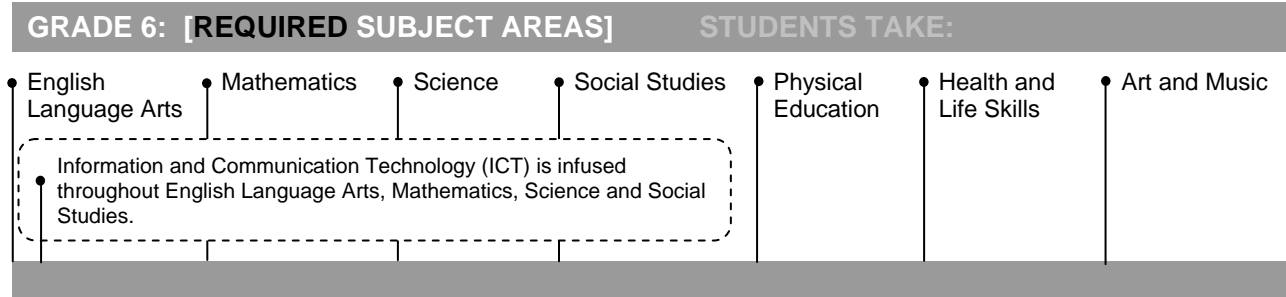 GRADE 6: [REQUIRED SUBJECT AREAS] STUDENTS TAKE:
English
Language Arts
Mathematics
Science
Social Studies
Physical
Education
Health and
Life Skills
Art and Music
Information and Communication Technology (ICT) is infused
throughout English Language Arts, Mathematics, Science and Social
Studies.